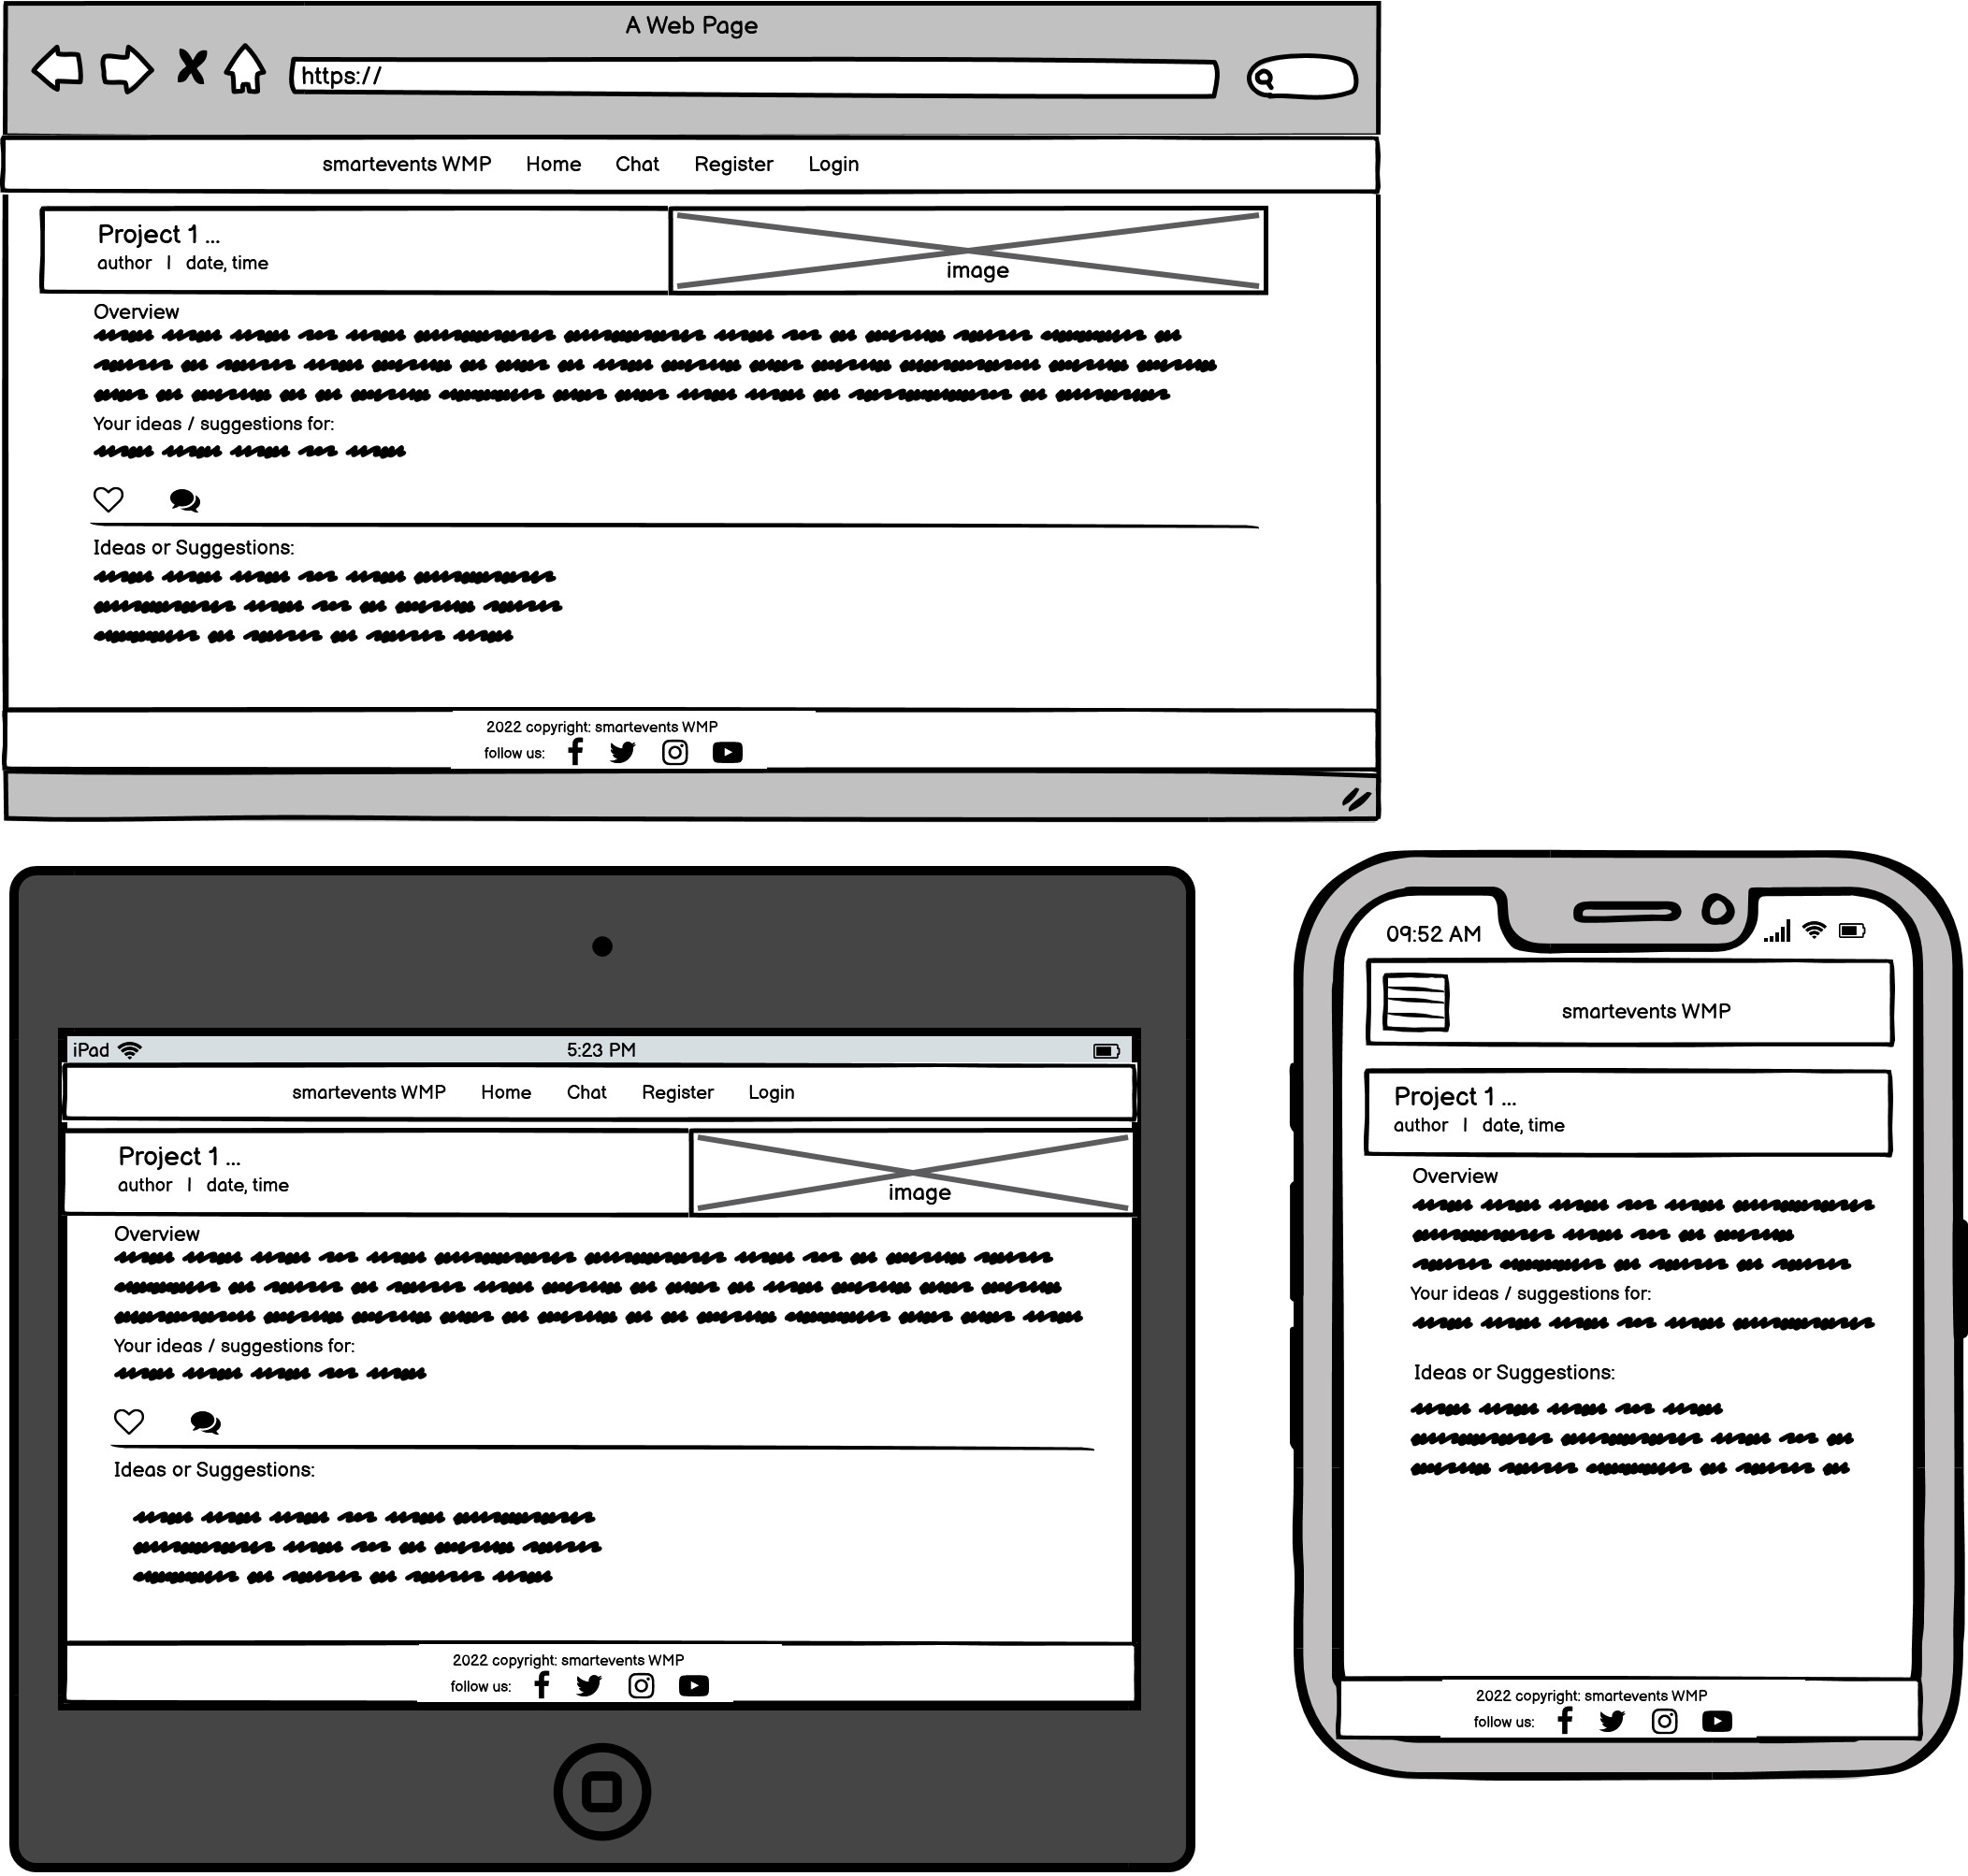 A Web Page
https://
smartevents WMP Home Chat Register Login
Project 1 ...
author | date, time
image
Overview
Your ideas / suggestions for:
Ideas or Suggestions:
2022 copyright: smartevents WMP
follow us:
iPad 5:23 PM
smartevents WMP Home Chat Register Login
Project 1 ...
author | date, time
image
Overview
Your ideas / suggestions for:
Ideas or Suggestions:
2022 copyright: smartevents WMP
follow us:
09:52 AM
smartevents WMP
Project 1 ...
author | date, time
Overview
Your ideas / suggestions for:
Ideas or Suggestions:
2022 copyright: smartevents WMP
follow us: